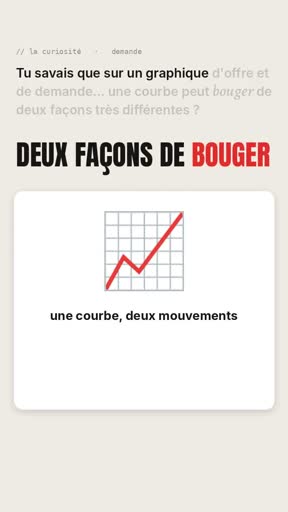 // la curiosité · demande
Tu savais que sur un graphique d'offre et
de demande... une courbe peut bouger de
deux façons très différentes ?
DEUX FAÇONS DE BOUGER
une courbe, deux mouvements